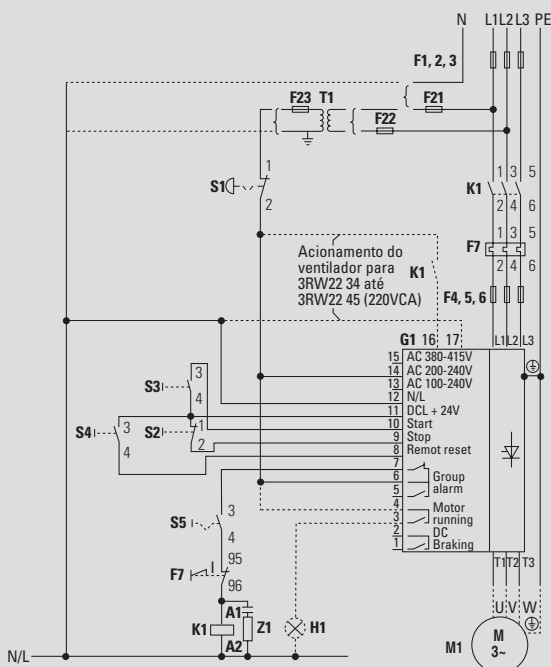 N L1 L2 L3 PE
F1, 2, 3
F23 T1 F21
F22
1
S1
2
1 3 5
K1
2 4 6
1 3 5
F7
2 4 6
Acionamento do
ventilador para
3RW22 34 até
3RW22 45 (220VCA)
K1
F4, 5, 6
G1 16 17 L1 L2 L3
15 AC 380-415V
14 AC 200-240V
13 AC 100-240V
12 N/L
11 DCL + 24V
10 Start
9 Stop
8 Remot reset
7
6 Group
5 alarm
4 Motor
3 running
2 DC
1 Braking
S3 3
4
S4 3
4
S2 1
2
S5 3
4
F7 95
96
A1
K1 Z1 H1
A2
N/L
T1 T2 T3
U V W
M1
M
3~